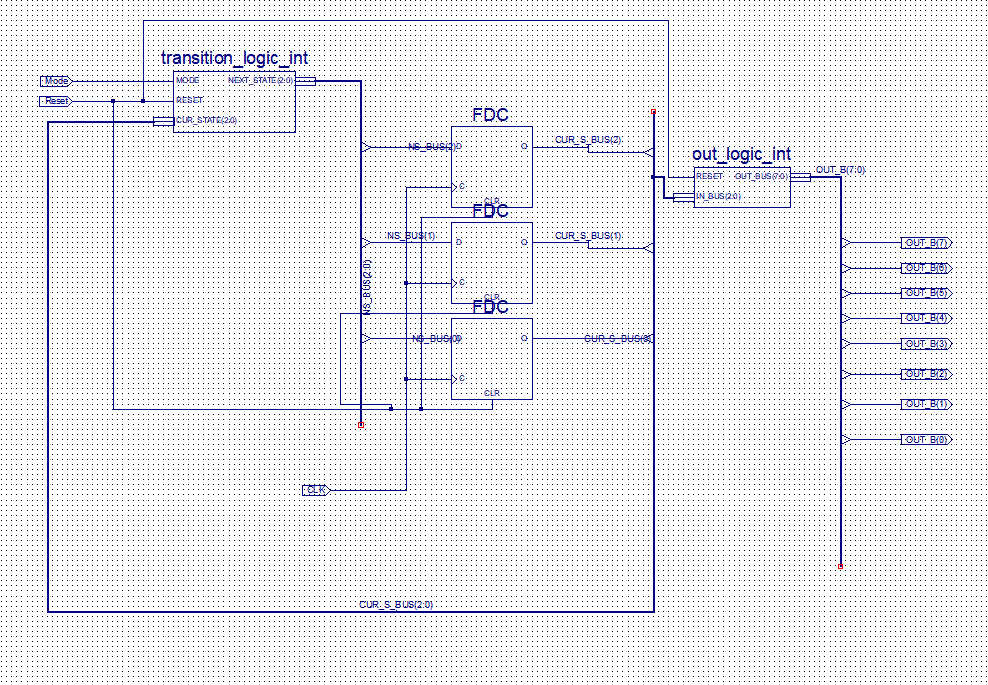 transition_logic_int
Mode
MODE
NEXT_STATE(2:0)
Reset
RESET
CUR_STATE(2:0)
FDC
NS_BUS(2)
D
Q
CUR_S_BUS(2)
C
CLR
FDC
NS_BUS(1)
D
Q
CUR_S_BUS(1)
C
CLR
FDC
NS_BUS(2:0)
NS_BUS(0)
Q
CUR_S_BUS(0)
C
CLR
CLK
CUR_S_BUS(2:0)
out_logic_int
RESET
OUT_BUS(7:0)
OUT_B(7:0)
IN_BUS(2:0)
OUT_B(7)
OUT_B(6)
OUT_B(5)
OUT_B(4)
OUT_B(3)
OUT_B(2)
OUT_B(1)
OUT_B(0)